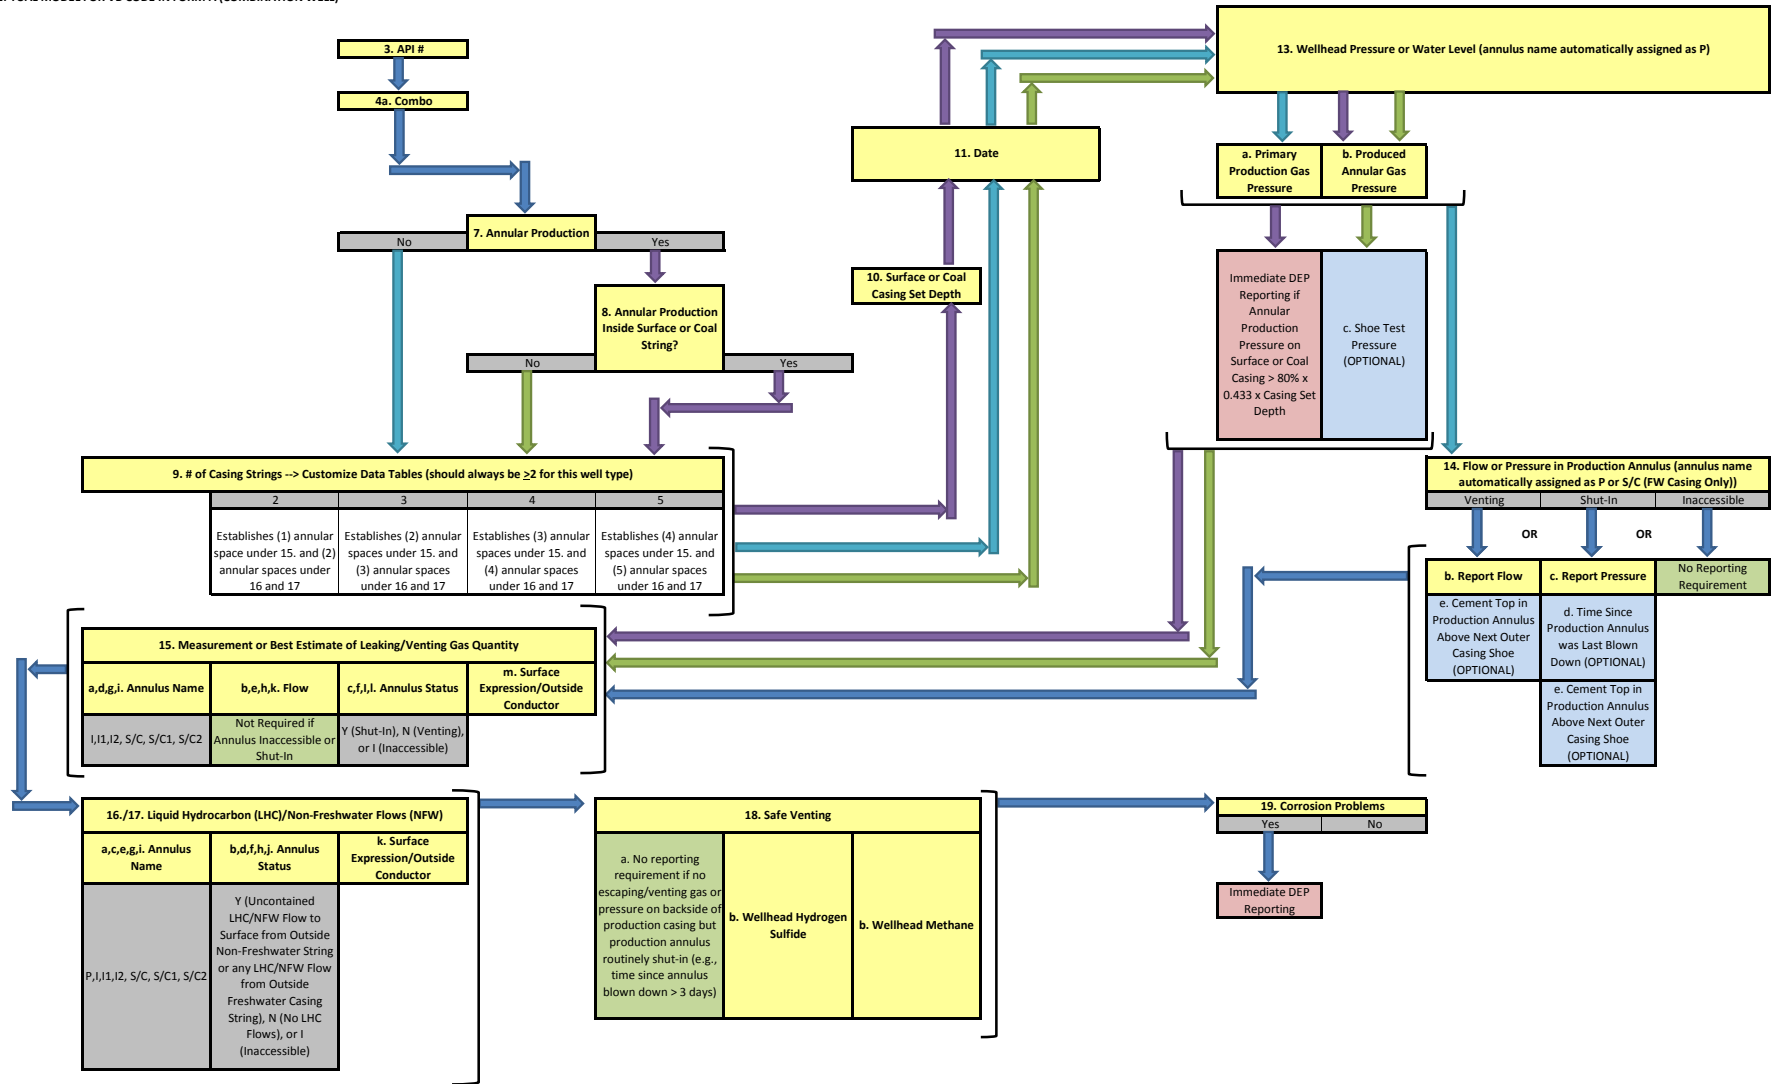 3. API #
4a. Combo
7. Annular Production
No
Yes
8. Annular Production
Inside Surface or Coal
String?
No
Yes
9. # of Casing Strings --> Customize Data Tables (should always be >2 for this well type)
2
3
4
5
Establishes (1) annular
space under 15. and (2)
annular spaces under
16 and 17
Establishes (2) annular
spaces under 15. and
(3) annular spaces
under 16 and 17
Establishes (3) annular
spaces under 15. and
(4) annular spaces
under 16 and 17
Establishes (4) annular
spaces under 15. and
(5) annular spaces
under 16 and 17
10. Surface or Coal
Casing Set Depth
11. Date
13. Wellhead Pressure or Water Level (annulus name automatically assigned as P)
a. Primary
Production Gas
Pressure
b. Produced
Annular Gas
Pressure
Immediate DEP
Reporting if
Annular
Production
Pressure on
Surface or Coal
Casing > 80% x
0.433 x Casing Set
Depth
c. Shoe Test
Pressure
(OPTIONAL)
14. Flow or Pressure in Production Annulus (annulus name
automatically assigned as P or S/C (FW Casing Only))
Venting
Shut-In
Inaccessible
OR
OR
b. Report Flow
c. Report Pressure
No Reporting
Requirement
e. Cement Top in
Production Annulus
Above Next Outer
Casing Shoe
(OPTIONAL)
d. Time Since
Production Annulus
was Last Blown
Down (OPTIONAL)
e. Cement Top in
Production Annulus
Above Next Outer
Casing Shoe
(OPTIONAL)
15. Measurement or Best Estimate of Leaking/Venting Gas Quantity
a,d,g,i. Annulus Name
b,e,h,k. Flow
c,f,I,l. Annulus Status
m. Surface
Expression/Outside
Conductor
I,I1,I2, S/C, S/C1, S/C2
Not Required if
Annulus Inaccessible or
Shut-In
Y (Shut-In), N (Venting),
or I (Inaccessible)
16./17. Liquid Hydrocarbon (LHC)/Non-Freshwater Flows (NFW)
a,c,e,g,i. Annulus
Name
b,d,f,h,j. Annulus
Status
k. Surface
Expression/Outside
Conductor
P,I,I1,I2, S/C, S/C1, S/C2
Y (Uncontained
LHC/NFW Flow to
Surface from Outside
Non-Freshwater String
or any LHC/NFW Flow
from Outside
Freshwater Casing
String), N (No LHC
Flows), or I
(Inaccessible)
18. Safe Venting
a. No reporting
requirement if no
escaping/venting gas or
pressure on backside of
production casing but
production annulus
routinely shut-in (e.g.,
time since annulus
blown down > 3 days)
b. Wellhead Hydrogen
Sulfide
b. Wellhead Methane
19. Corrosion Problems
Yes
No
Immediate DEP
Reporting